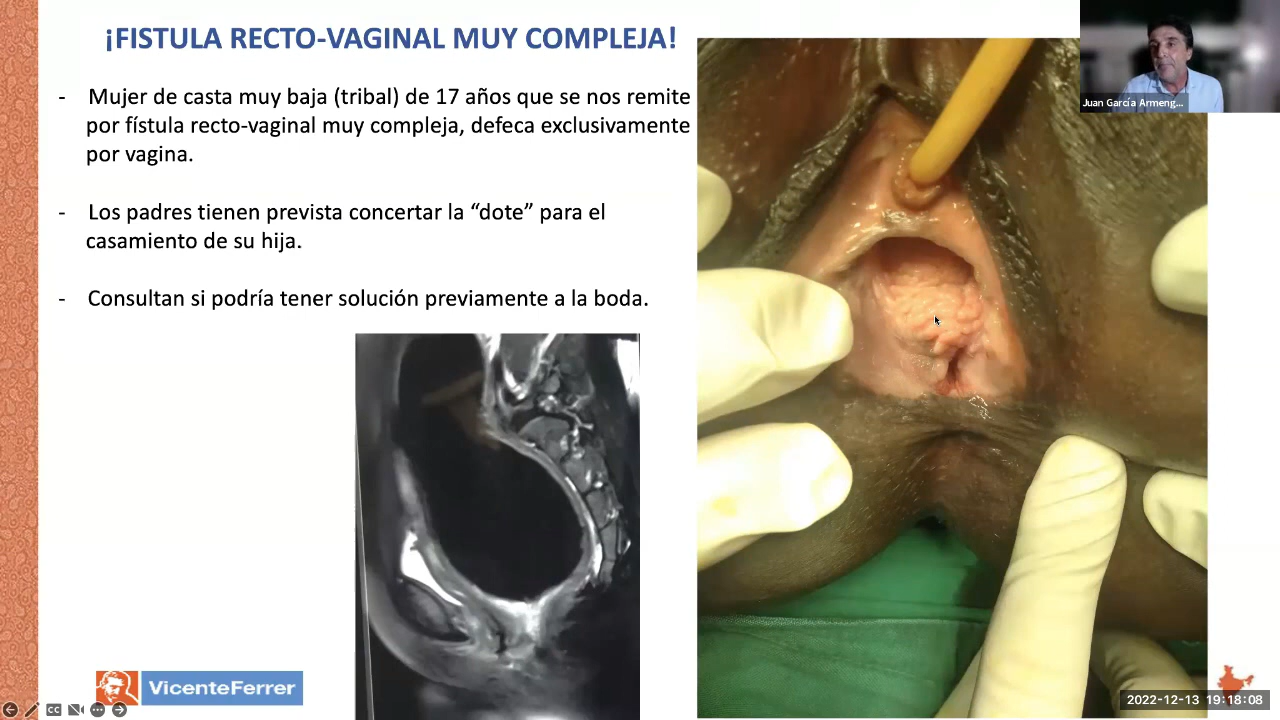 ¡FISTULA RECTO-VAGINAL MUY COMPLEJA!
- Mujer de casta muy baja (tribal) de 17 años que se nos remite
por fístula recto-vaginal muy compleja, defeca exclusivamente
por vagina.
- Los padres tienen prevista concertar la “dote” para el
casamiento de su hija.
- Consultan si podría tener solución previamente a la boda.
Juan García Armeng...
VicenteFerrer
CC
2022-12-13 19:18:08